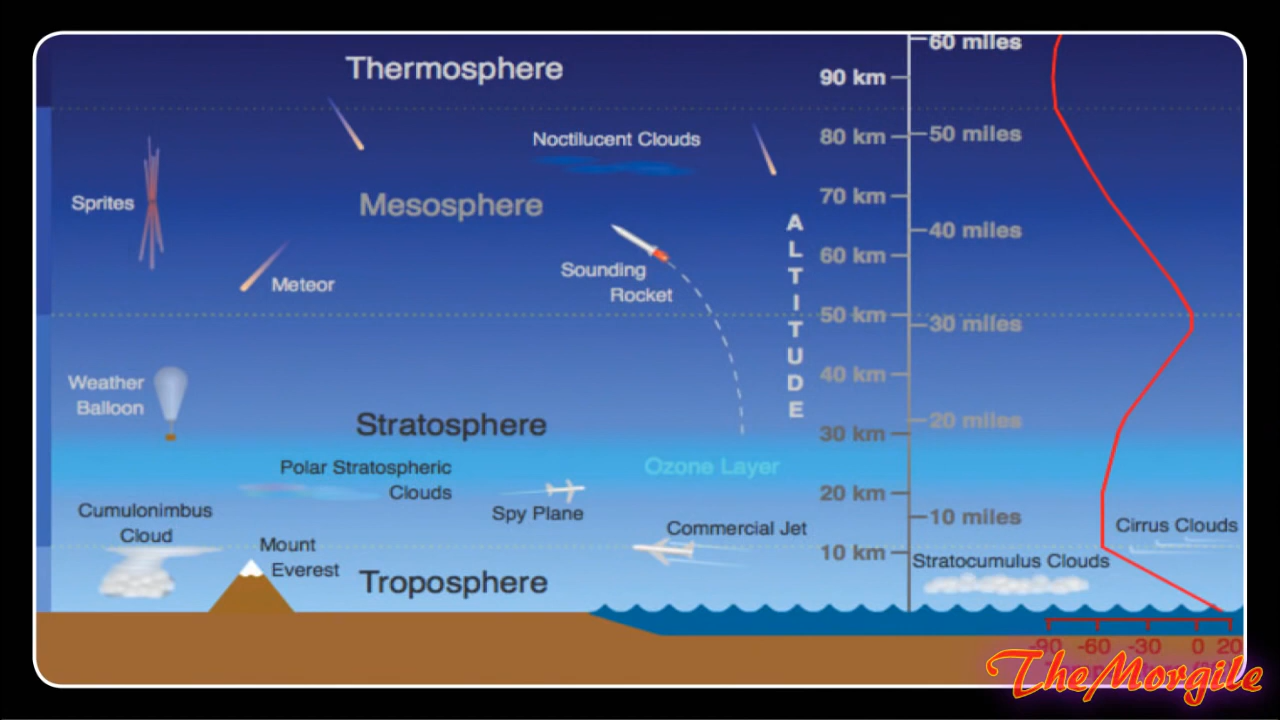 60 miles
Thermosphere
90 km
50 miles
80 km
Noctilucent Clouds
70 km
Sprites
Mesosphere
40 miles
60 km
Sounding
Rocket
Meteor
ALTITUDE
50 km
30 miles
40 km
Weather
Balloon
Stratosphere
20 miles
30 km
Polar Stratospheric
Clouds
Ozone Layer
20 km
Spy Plane
Cumulonimbus
Cloud
10 miles
Cirrus Clouds
Commercial Jet
10 km
Mount
Everest
Stratocumulus Clouds
Troposphere
-90 -60 -30 0 20
TheMorgile